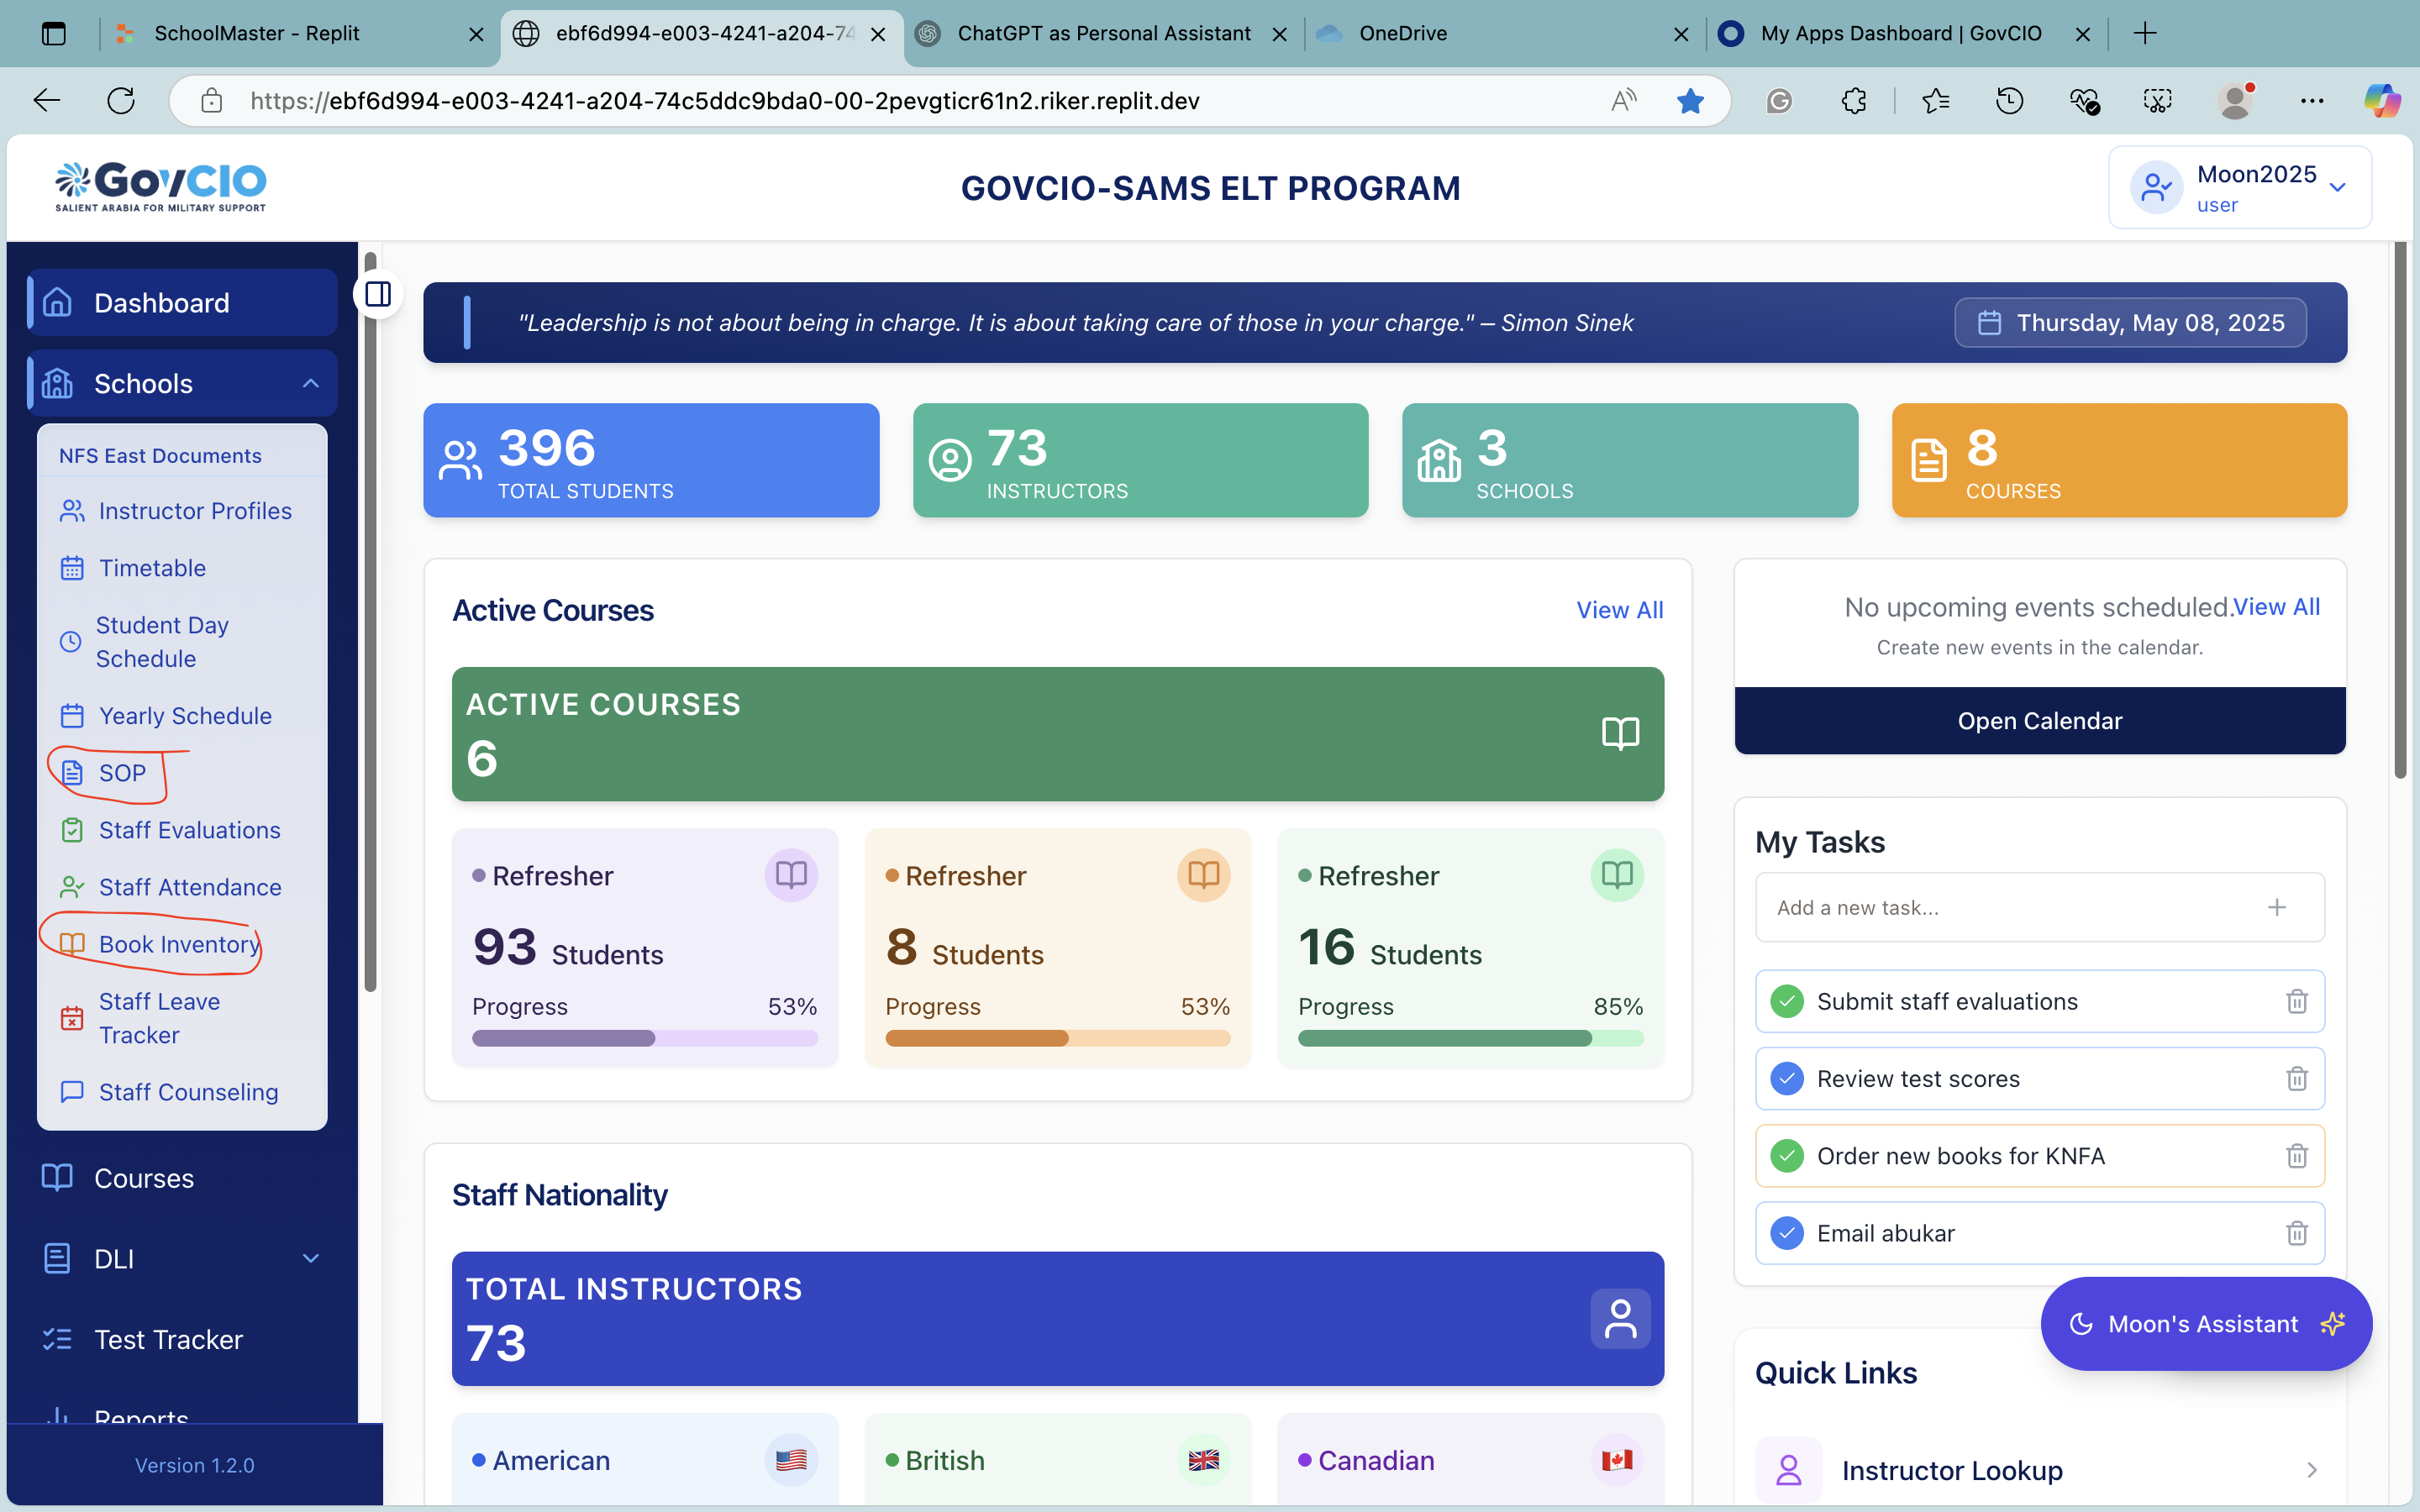 SchoolMaster - Replit
ebf6d994-e003-4241-a204-74
ChatGPT as Personal Assistant
OneDrive
My Apps Dashboard | GovCIO
https://ebf6d994-e003-4241-a204-74c5ddc9bda0-00-2pevgticr61n2.riker.replit.dev
GovCIO
SALIENT ARABIA FOR MILITARY SUPPORT
GOVCIO-SAMS ELT PROGRAM
Moon2025
user
Dashboard
Schools
NFS East Documents
Instructor Profiles
Timetable
Student Day
Schedule
Yearly Schedule
SOP
Staff Evaluations
Staff Attendance
Book Inventory
Staff Leave
Tracker
Staff Counseling
Courses
DLI
Test Tracker
Reports
Version 1.2.0
"Leadership is not about being in charge. It is about taking care of those in your charge." — Simon Sinek
Thursday, May 08, 2025
396
TOTAL STUDENTS
73
INSTRUCTORS
3
SCHOOLS
8
COURSES
Active Courses
View All
ACTIVE COURSES
6
Refresher
93 Students
Progress 53%
Refresher
8 Students
Progress 53%
Refresher
16 Students
Progress 85%
Staff Nationality
TOTAL INSTRUCTORS
73
American
British
Canadian
No upcoming events scheduled.
View All
Create new events in the calendar.
Open Calendar
My Tasks
Add a new task...
Submit staff evaluations
Review test scores
Order new books for KNFA
Email abukar
Moon's Assistant
Quick Links
Instructor Lookup